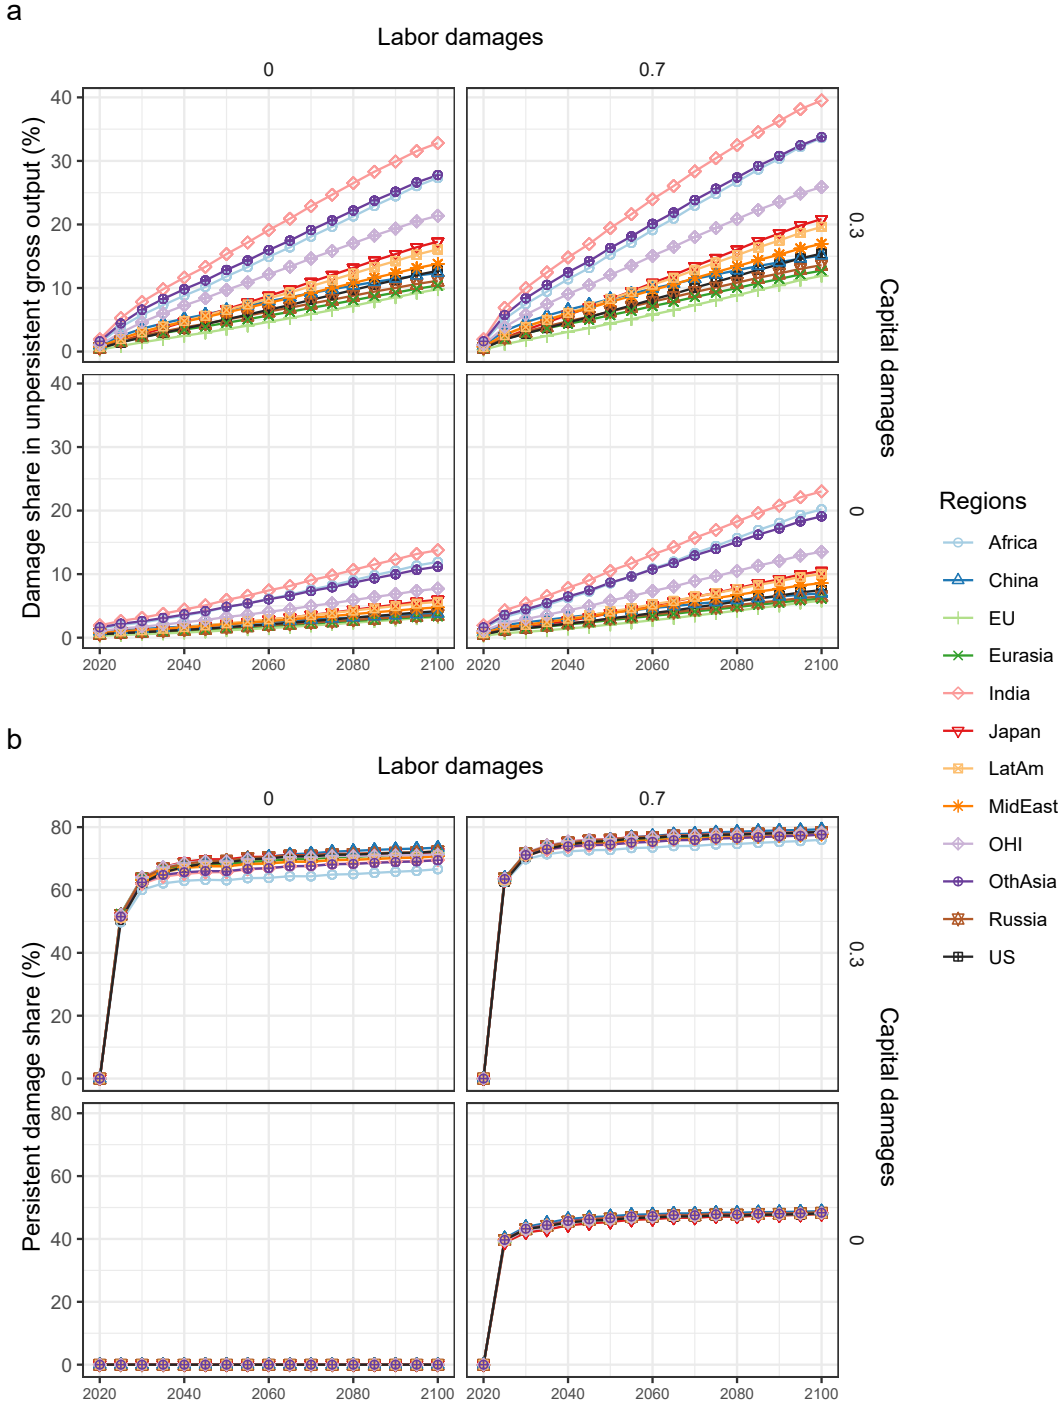 a
Labor damages
0
0.7
Damage share in unpersistent gross output (%)
40
30
20
10
0
0.3
40
30
20
10
0
0
Capital damages
2020
2040
2060
2080
2100
2020
2040
2060
2080
2100
Regions
Africa
China
EU
Eurasia
India
Japan
LatAm
MidEast
OHI
OthAsia
Russia
US
b
Labor damages
0
0.7
Persistent damage share (%)
80
60
40
20
0
0.3
80
60
40
20
0
0
Capital damages
2020
2040
2060
2080
2100
2020
2040
2060
2080
2100